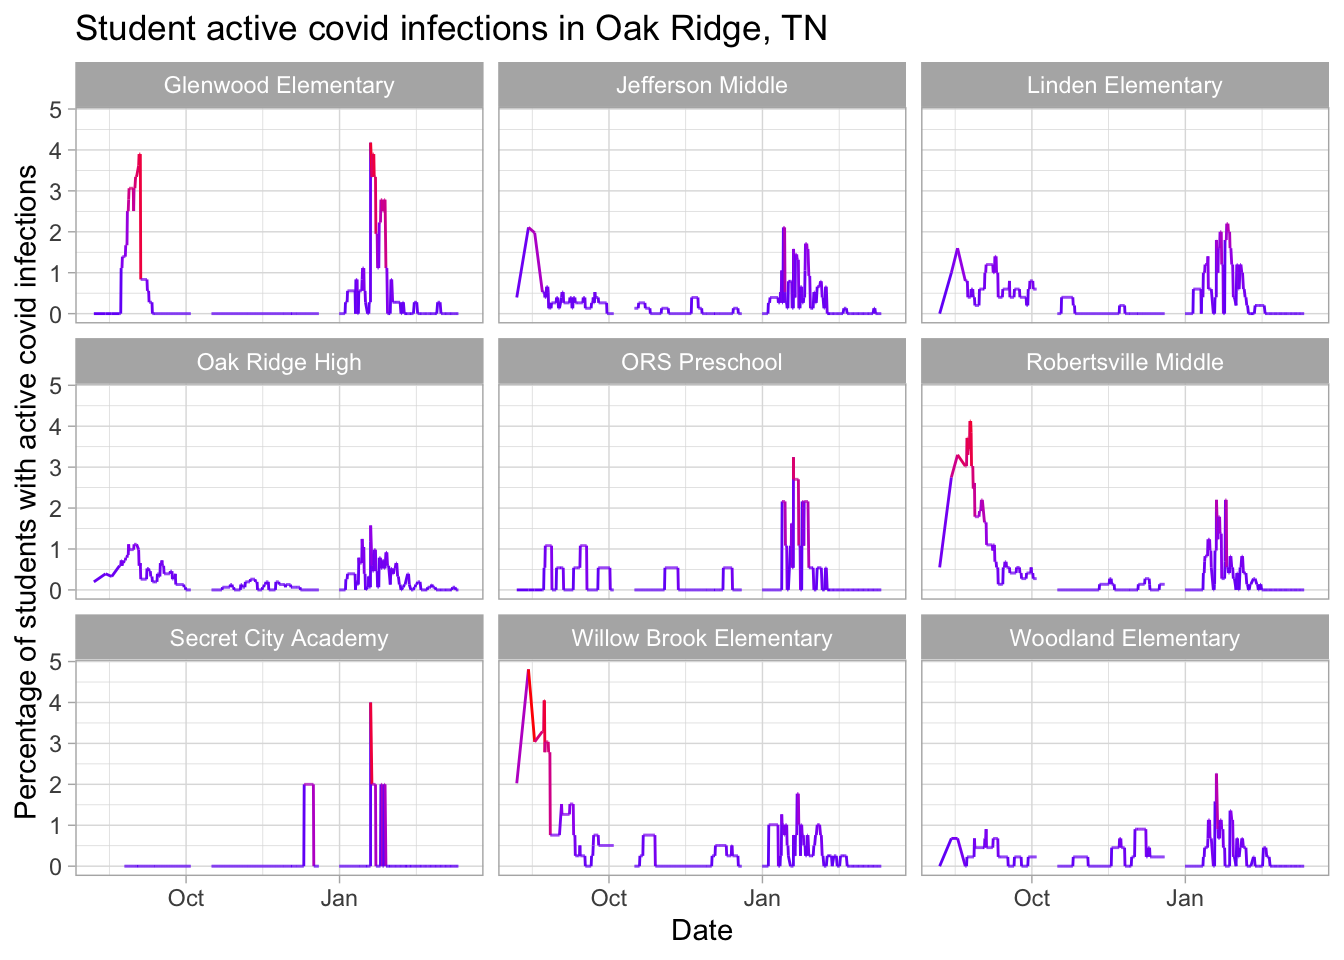 Student active covid infections in Oak Ridge, TN
Percentage of students with active covid infections
Glenwood Elementary
Jefferson Middle
Linden Elementary
5
4
3
2
1
0
Oak Ridge High
ORS Preschool
Robertsville Middle
5
4
3
2
1
0
Secret City Academy
Willow Brook Elementary
Woodland Elementary
5
4
3
2
1
0
Oct
Jan
Oct
Jan
Oct
Jan
Date